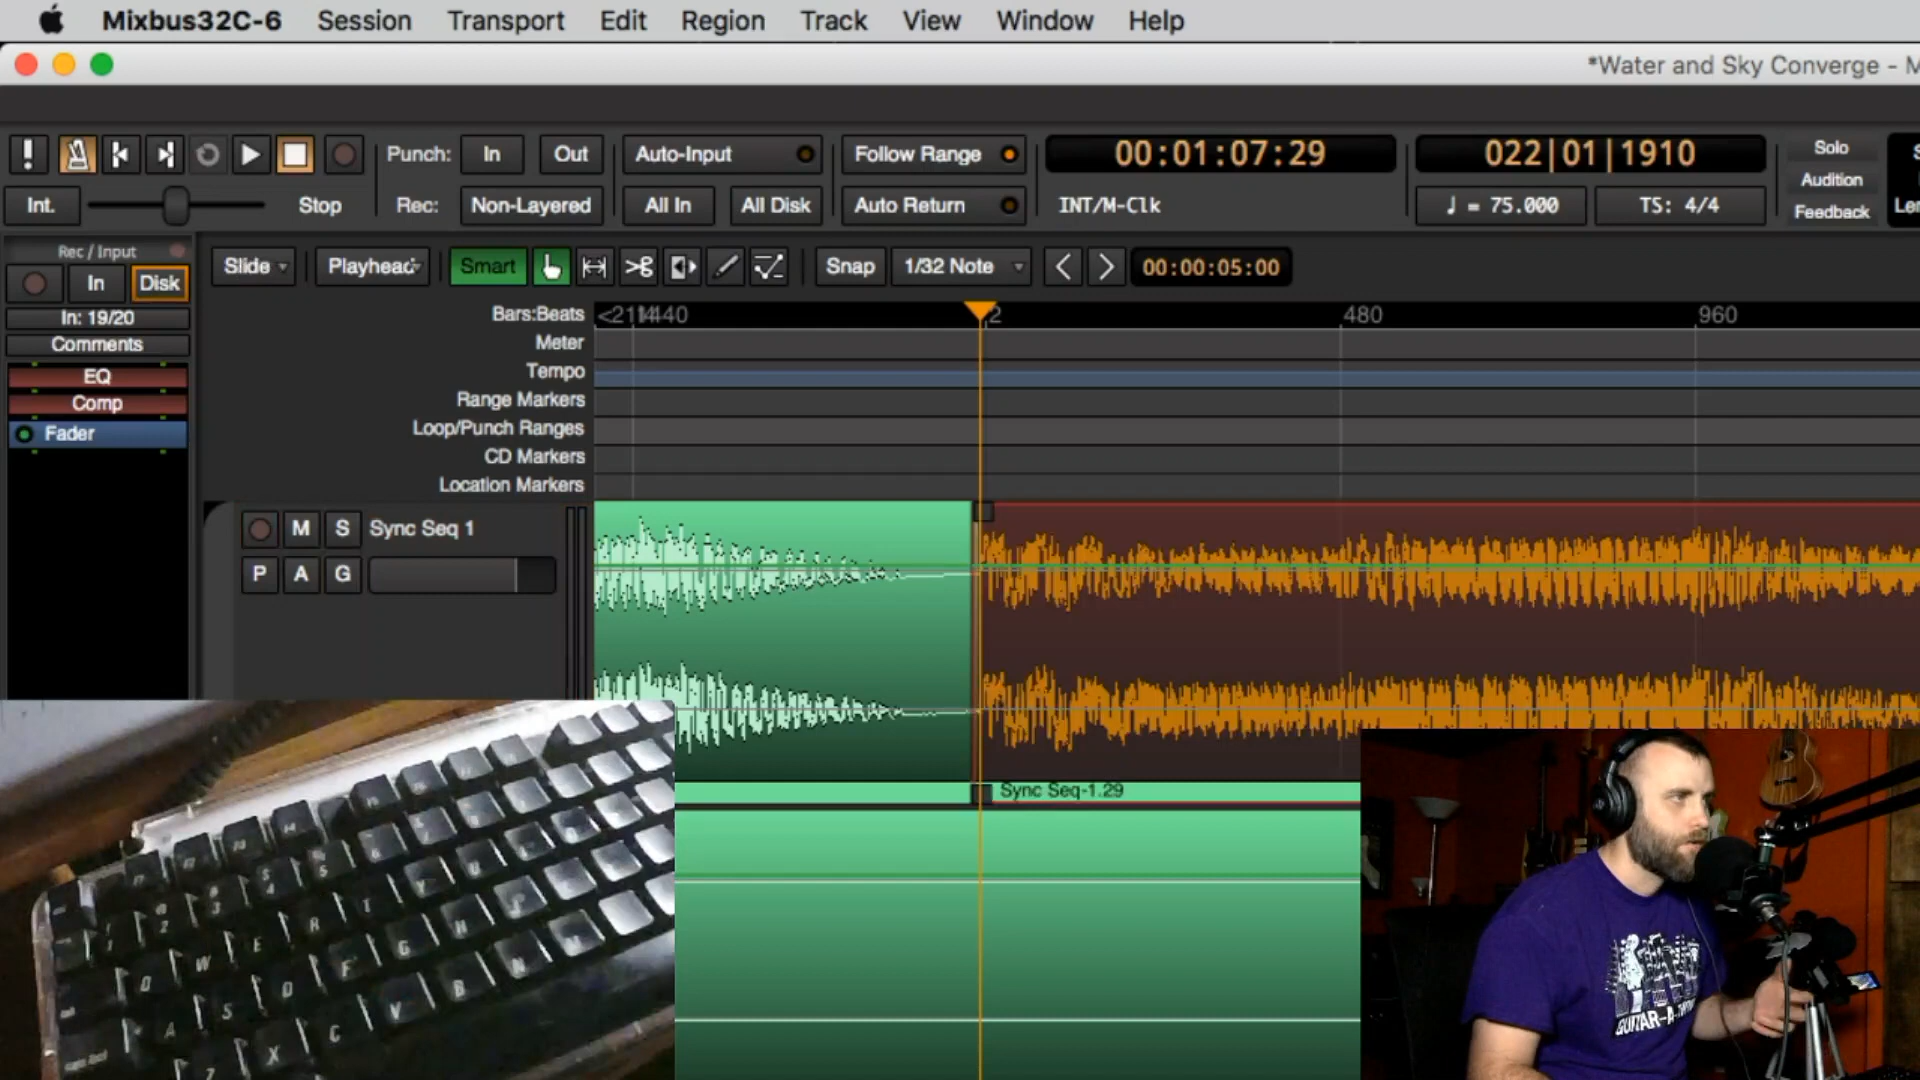 Mixbus32C-6 Session Transport Edit Region Track View Window Help
*Water and Sky Converge - M
Punch: In Out Auto-Input Follow Range 00:01:07:29 022|01|1910 Solo
Audition
Int. Stop Rec: Non-Layered All In All Disk Auto Return INT/M-Clk ♩ = 75.000 TS: 4/4 Feedback Len
Rec / Input
In Disk
Slide Playhead Smart Snap 1/32 Note 00:00:05:00
In: 19/20
Comments
EQ
Comp
Fader
Bars:Beats 2 480 960
Meter
Tempo
Range Markers
Loop/Punch Ranges
CD Markers
Location Markers
M S Sync Seq 1
P A G
Sync Seq-1.29
GUITAR-A-